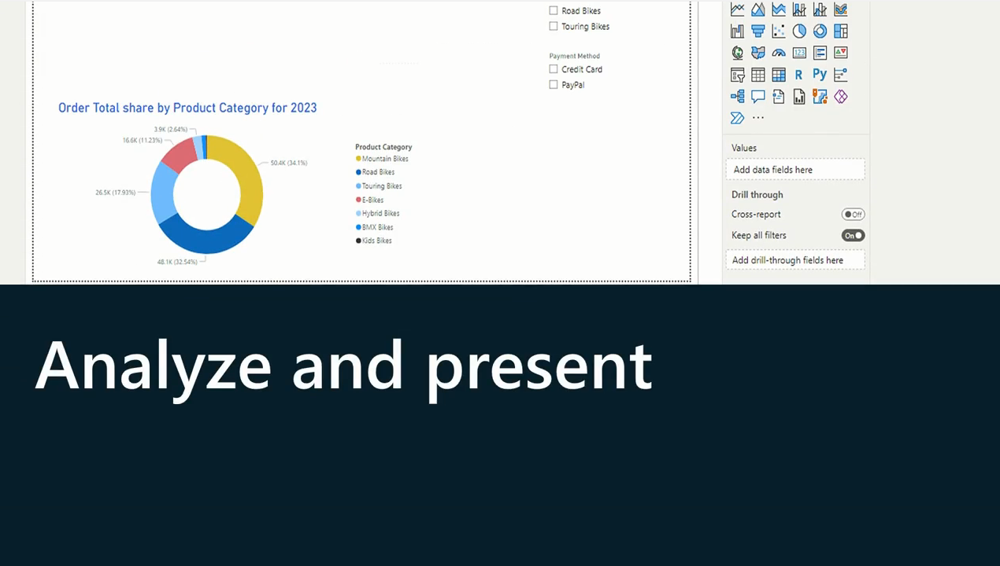 Road Bikes
Touring Bikes
Payment Method
Credit Card
PayPal
Order Total share by Product Category for 2023
3.9K (2.64%)
16.6K (11.23%)
50.4K (34.1%)
26.5K (17.93%)
48.1K (32.54%)
Product Category
Mountain Bikes
Road Bikes
Touring Bikes
E-Bikes
Hybrid Bikes
BMX Bikes
Kids Bikes
123
R
Py
...
Values
Add data fields here
Drill through
Cross-report
Off
Keep all filters
On
Add drill-through fields here
Analyze and present